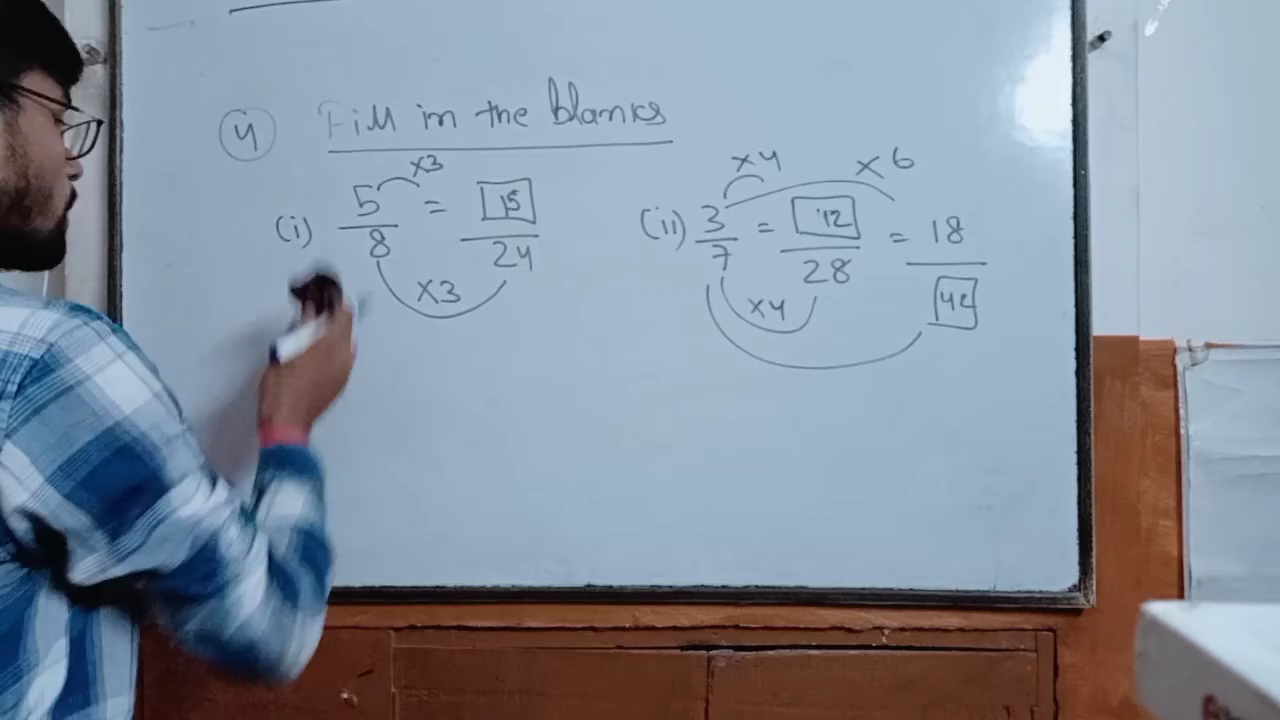 4 Fill in the blanks
(i) 5/8 = 15/24
×3
×3
(ii) 3/7 = 12/28 = 18/42
×4 ×6
×4